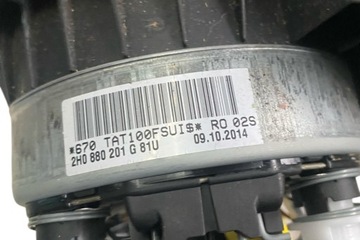 *670 TAT100FSUI$* RO 02S
2H0 880 201 G 81U 09.10.2014